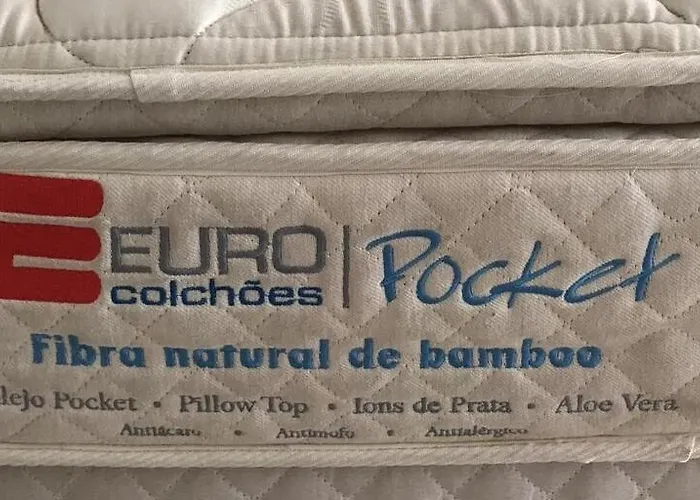 EURO
colchões
Pocket
Fibra natural de bamboo
lejo Pocket • Pillow Top • Ions de Prata • Aloe Vera
Antiácaro • Antimofo • Antialérgico